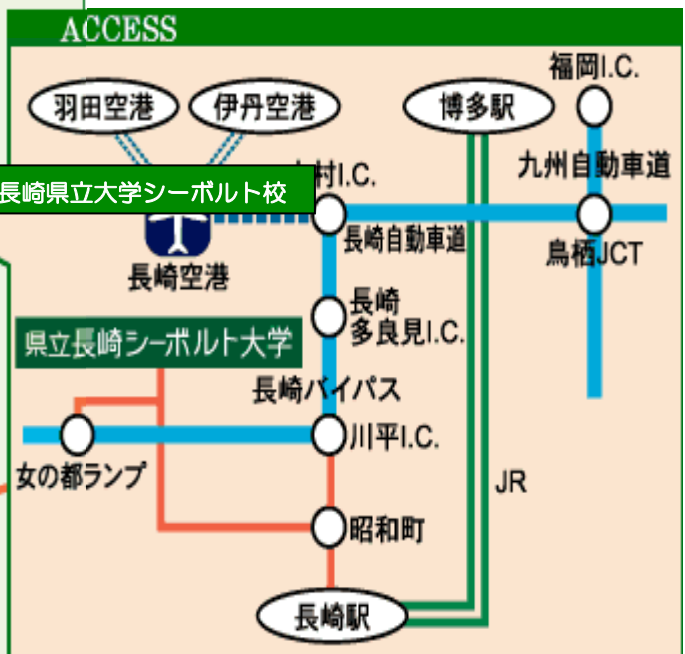 ACCESS
福岡I.C.
羽田空港
伊丹空港
博多駅
九州自動車道
村I.C.
長崎県立大学シーボルト校
長崎自動車道
鳥栖JCT
長崎空港
長崎
多良見I.C.
県立長崎シーボルト大学
長崎バイパス
川平I.C.
女の都ランプ
JR
昭和町
長崎駅